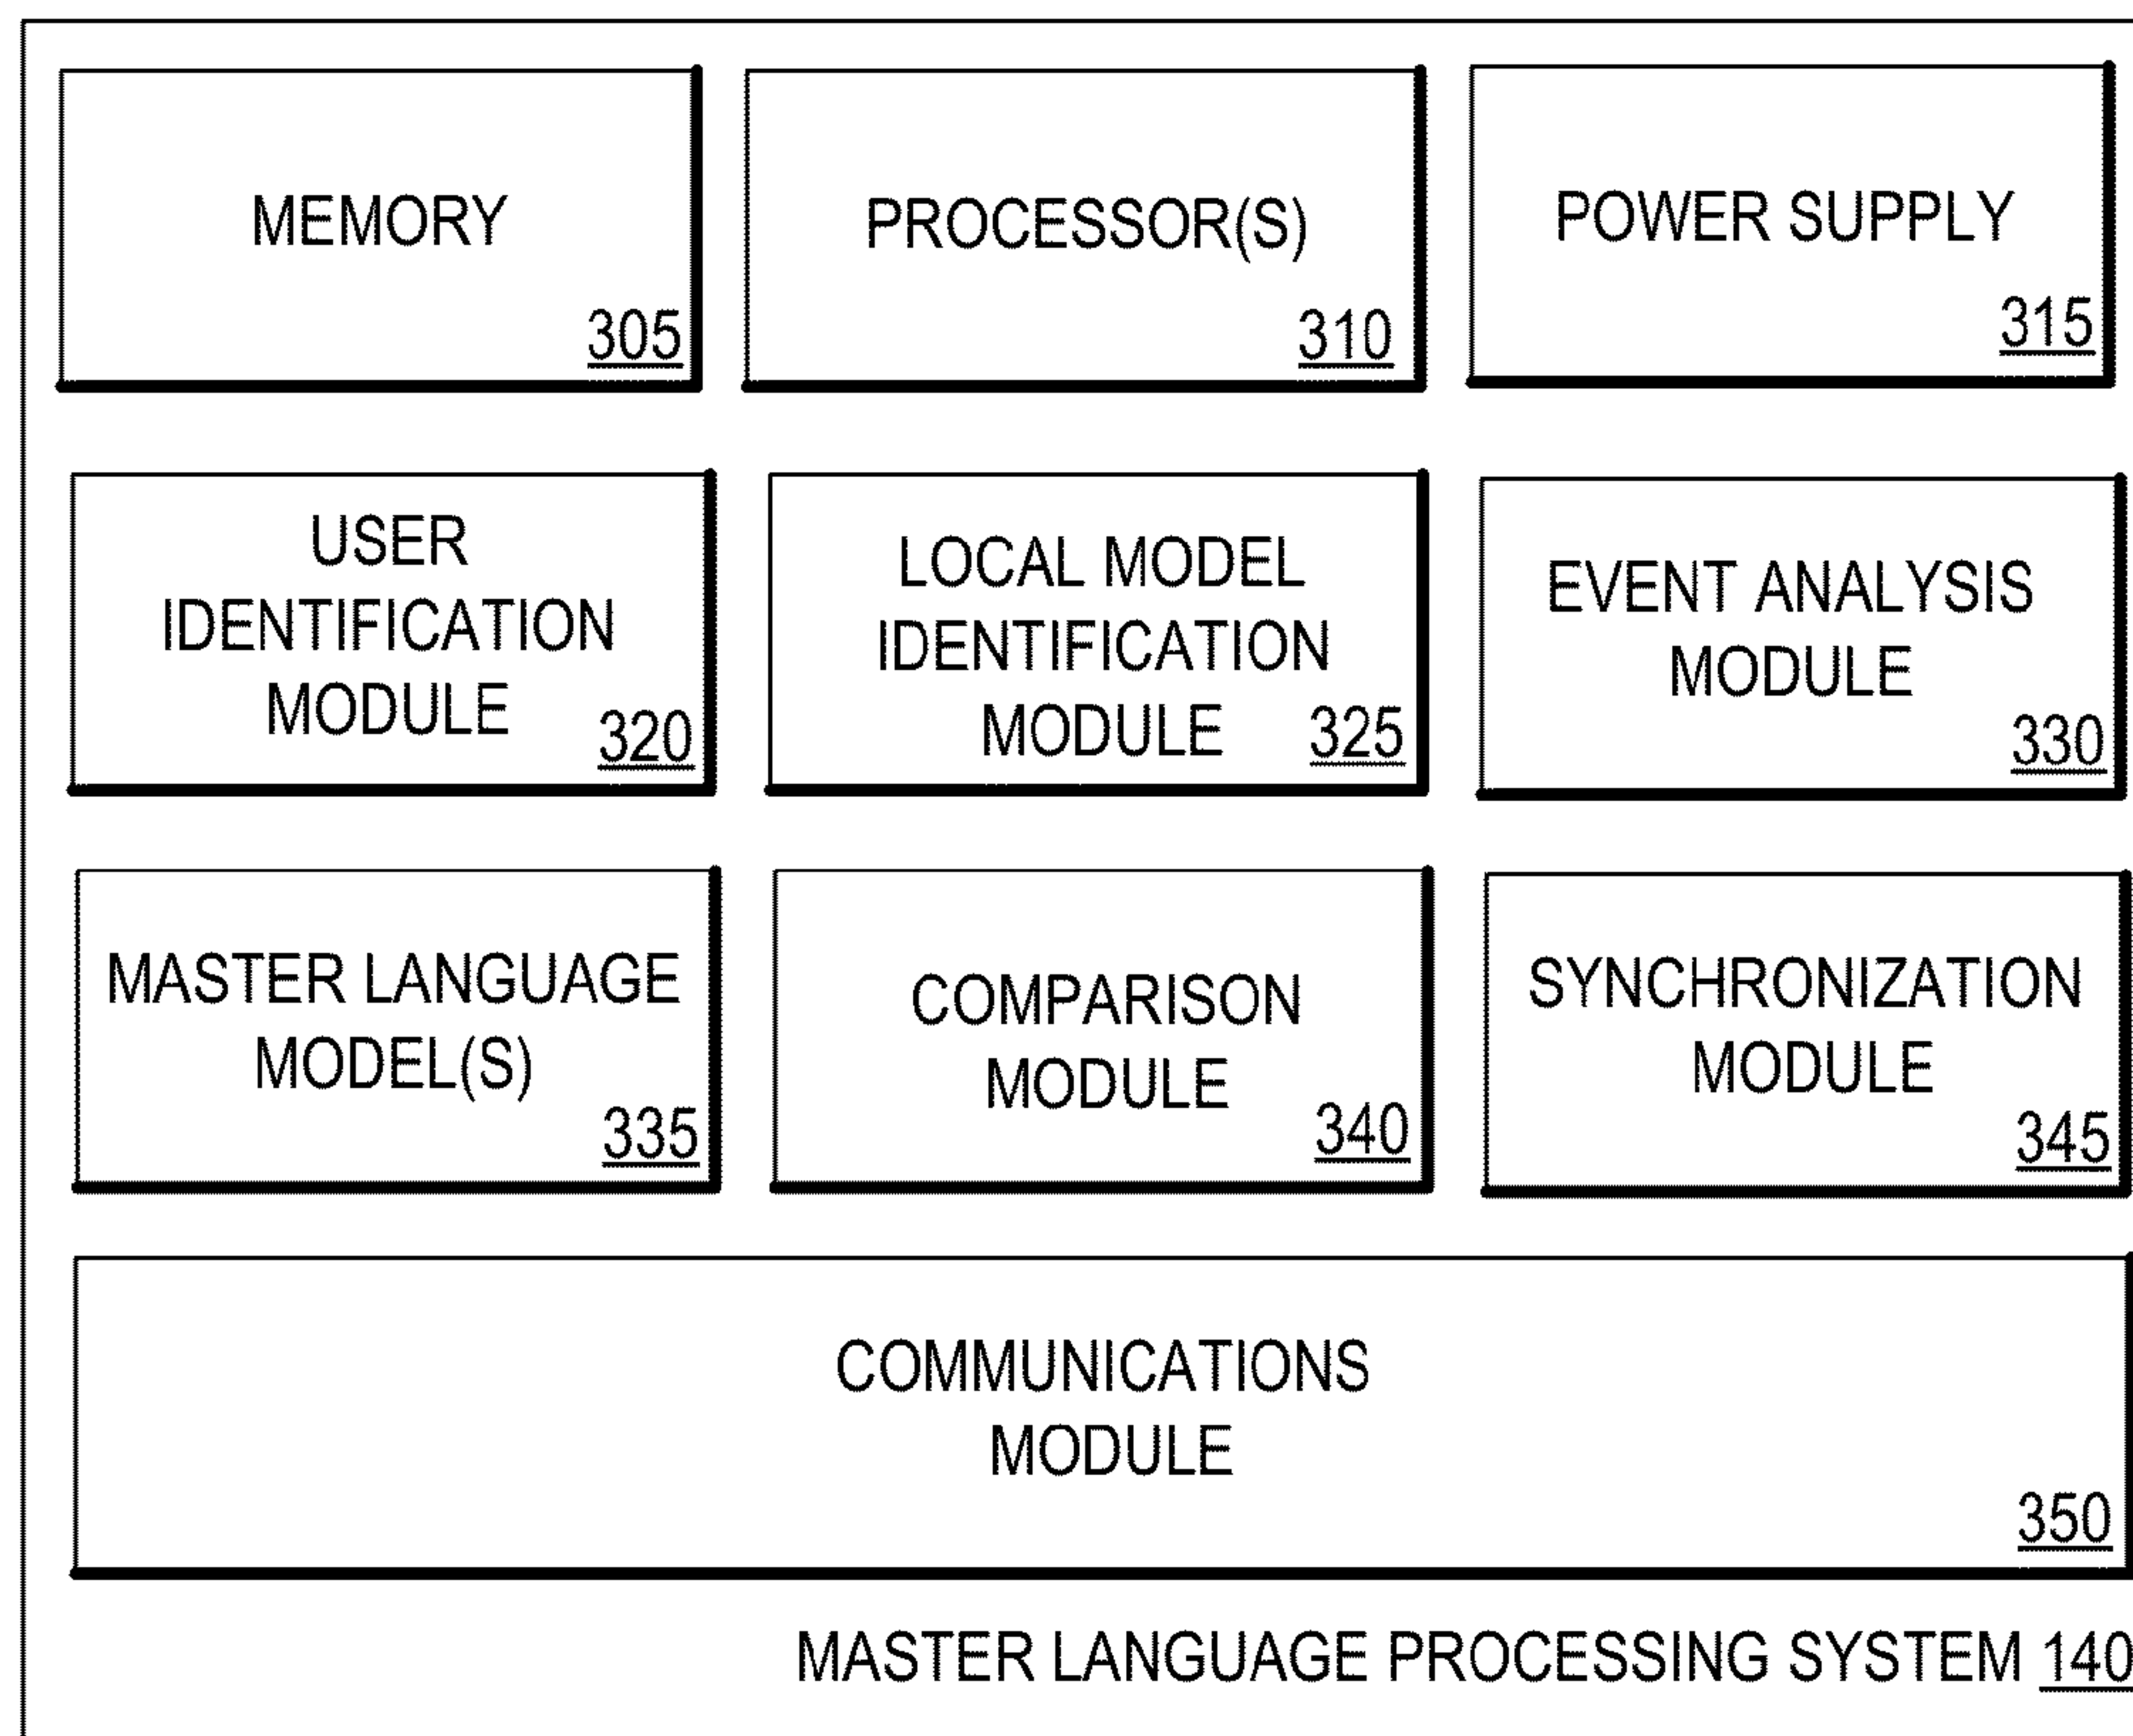 MEMORY
305
PROCESSOR(S)
310
POWER SUPPLY
315
USER
IDENTIFICATION
MODULE
320
LOCAL MODEL
IDENTIFICATION
MODULE
325
EVENT ANALYSIS
MODULE
330
MASTER LANGUAGE
MODEL(S)
335
COMPARISON
MODULE
340
SYNCHRONIZATION
MODULE
345
COMMUNICATIONS
MODULE
350
MASTER LANGUAGE PROCESSING SYSTEM 140